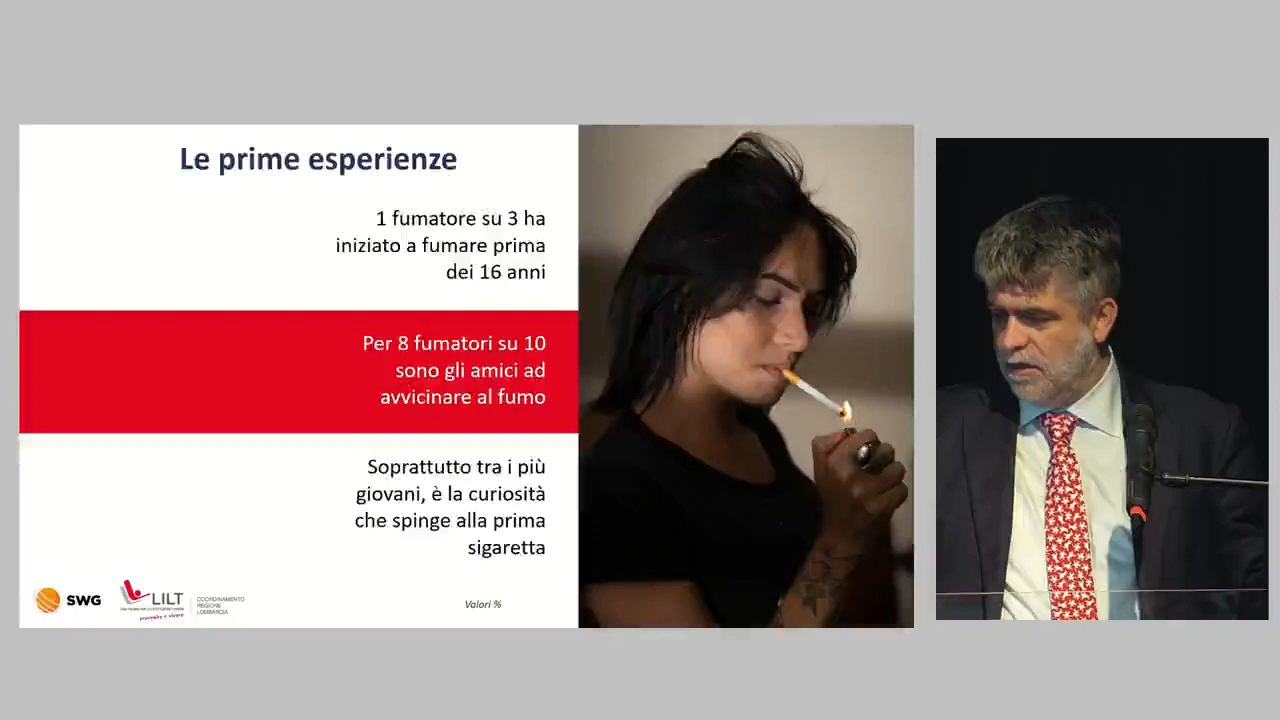 Le prime esperienze
1 fumatore su 3 ha
iniziato a fumare prima
dei 16 anni
Per 8 fumatori su 10
sono gli amici ad
avvicinare al fumo
Soprattutto tra i più
giovani, è la curiosità
che spinge alla prima
sigaretta
SWG
LILT
prevenire è vivere
COORDINAMENTO
REGIONE
LOMBARDIA
Valori %